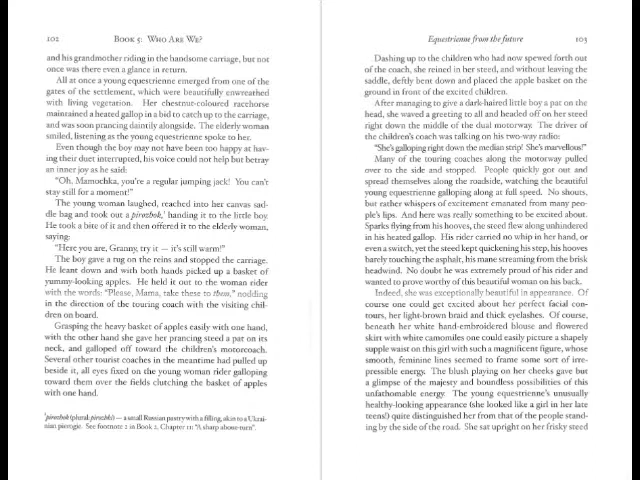 102
Book 5: Who Are We?
and his grandmother riding in the handsome carriage, but not
once was there even a glance in return.
All at once a young equestrienne emerged from one of the
gates of the settlement, which were beautifully enwreathed
with living vegetation. Her chestnut-coloured racehorse
maintained a heated gallop in a bid to catch up to the carriage,
and was soon prancing daintily alongside. The elderly woman
smiled, listening as the young equestrienne spoke to her.
Even though the boy may not have been too happy at hav-
ing their duet interrupted, his voice could not help but betray
an inner joy as he said:
"Oh, Mamochka, you're a regular jumping jack! You can't
stay still for a moment!"
The young woman laughed, reached into her canvas sad-
dle bag and took out a pirozhok,¹ handing it to the little boy.
He took a bite of it and then offered it to the elderly woman,
saying:
"Here you are, Granny, try it — it's still warm!"
The boy gave a tug on the reins and stopped the carriage.
He leant down and with both hands picked up a basket of
yummy-looking apples. He held it out to the woman rider
with the words: "Please, Mama, take these to them," nodding
in the direction of the touring coach with the visiting chil-
dren on board.
Grasping the heavy basket of apples easily with one hand,
with the other hand she gave her prancing steed a pat on its
neck, and galloped off toward the children's motorcoach.
Several other tourist coaches in the meantime had pulled up
beside it, all eyes fixed on the young woman rider galloping
toward them over the fields clutching the basket of apples
with one hand.
¹pirozhok (plural: pirozhki) — a small Russian pastry with a filling, akin to a Ukrai-
nian pierogie. See footnote 2 in Book 2, Chapter 11: "A sharp about-turn".
Equestrienne from the future
103
Dashing up to the children who had now spewed forth out
of the coach, she reined in her steed, and without leaving the
saddle, deftly bent down and placed the apple basket on the
ground in front of the excited children.
After managing to give a dark-haired little boy a pat on the
head, she waved a greeting to all and headed off on her steed
right down the middle of the dual motorway. The driver of
the children's coach was talking on his two-way radio:
"She's galloping right down the median strip! She's marvellous!"
Many of the touring coaches along the motorway pulled
over to the side and stopped. People quickly got out and
spread themselves along the roadside, watching the beautiful
young equestrienne galloping along at full speed. No shouts,
but rather whispers of excitement emanated from many peo-
ple's lips. And here was really something to be excited about.
Sparks flying from his hooves, the steed flew along unhindered
in his heated gallop. His rider carried no whip in her hand, or
even a switch, yet the steed kept quickening his step, his hooves
barely touching the asphalt, his mane streaming from the brisk
headwind. No doubt he was extremely proud of his rider and
wanted to prove worthy of this beautiful woman on his back.
Indeed, she was exceptionally beautiful in appearance. Of
course one could get excited about her perfect facial con-
tours, her light-brown braid and thick eyelashes. Of course,
beneath her white hand-embroidered blouse and flowered
skirt with white camomiles one could easily picture a shapely
supple waist on this girl with such a magnificent figure, whose
smooth, feminine lines seemed to frame some sort of irre-
pressible energy. The blush playing on her cheeks gave but
a glimpse of the majesty and boundless possibilities of this
unfathomable energy. The young equestrienne's unusually
healthy-looking appearance (she looked like a girl in her late
teens!) quite distinguished her from that of the people stand-
ing by the side of the road. She sat upright on her frisky steed